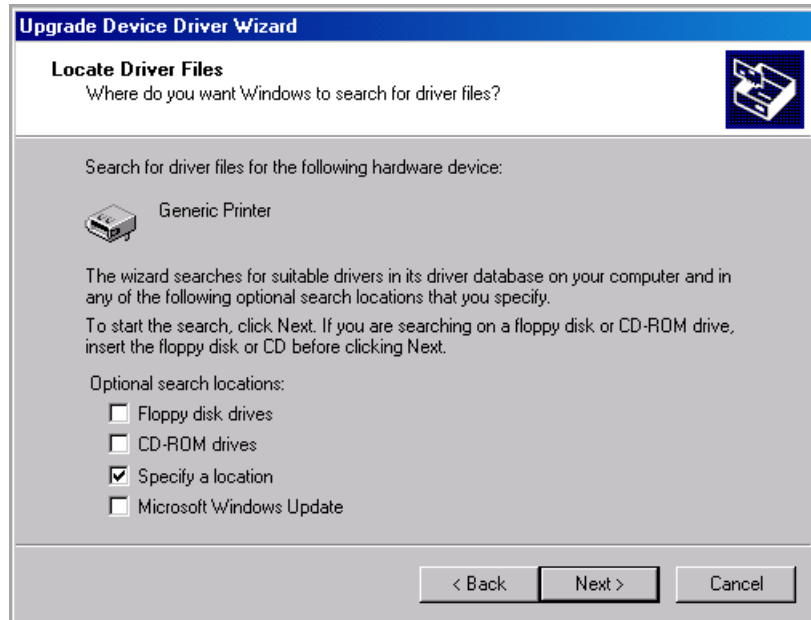 Upgrade Device Driver Wizard
Locate Driver Files
Where do you want Windows to search for driver files?
Search for driver files for the following hardware device:
Generic Printer
The wizard searches for suitable drivers in its driver database on your computer and in
any of the following optional search locations that you specify.
To start the search, click Next. If you are searching on a floppy disk or CD-ROM drive,
insert the floppy disk or CD before clicking Next.
Optional search locations:
Floppy disk drives
CD-ROM drives
Specify a location
Microsoft Windows Update
< Back Next > Cancel